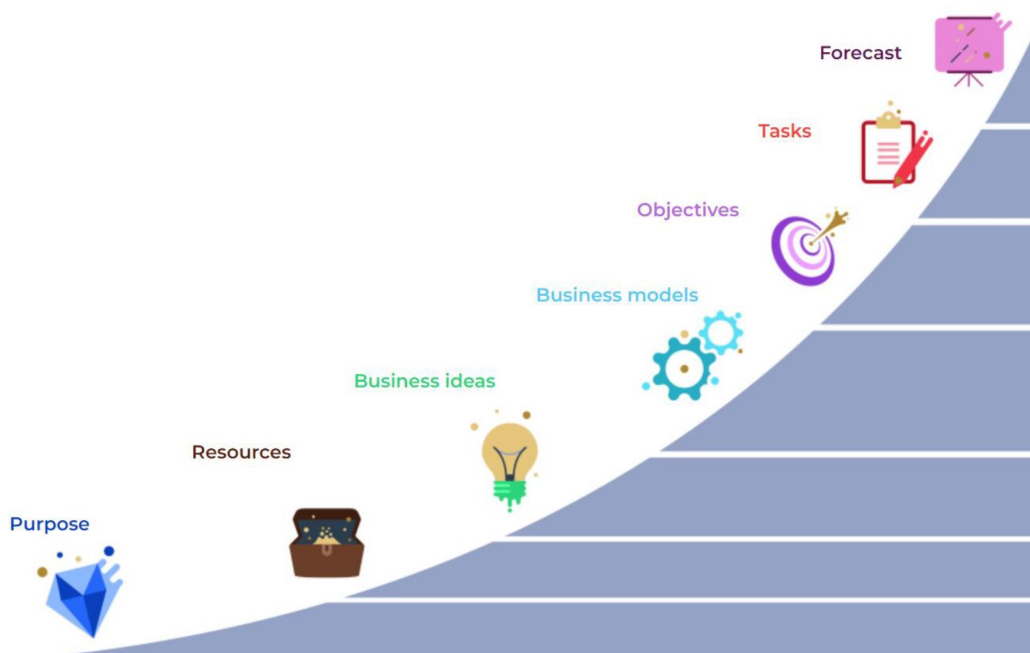 Forecast
Tasks
Objectives
Business models
Business ideas
Resources
Purpose